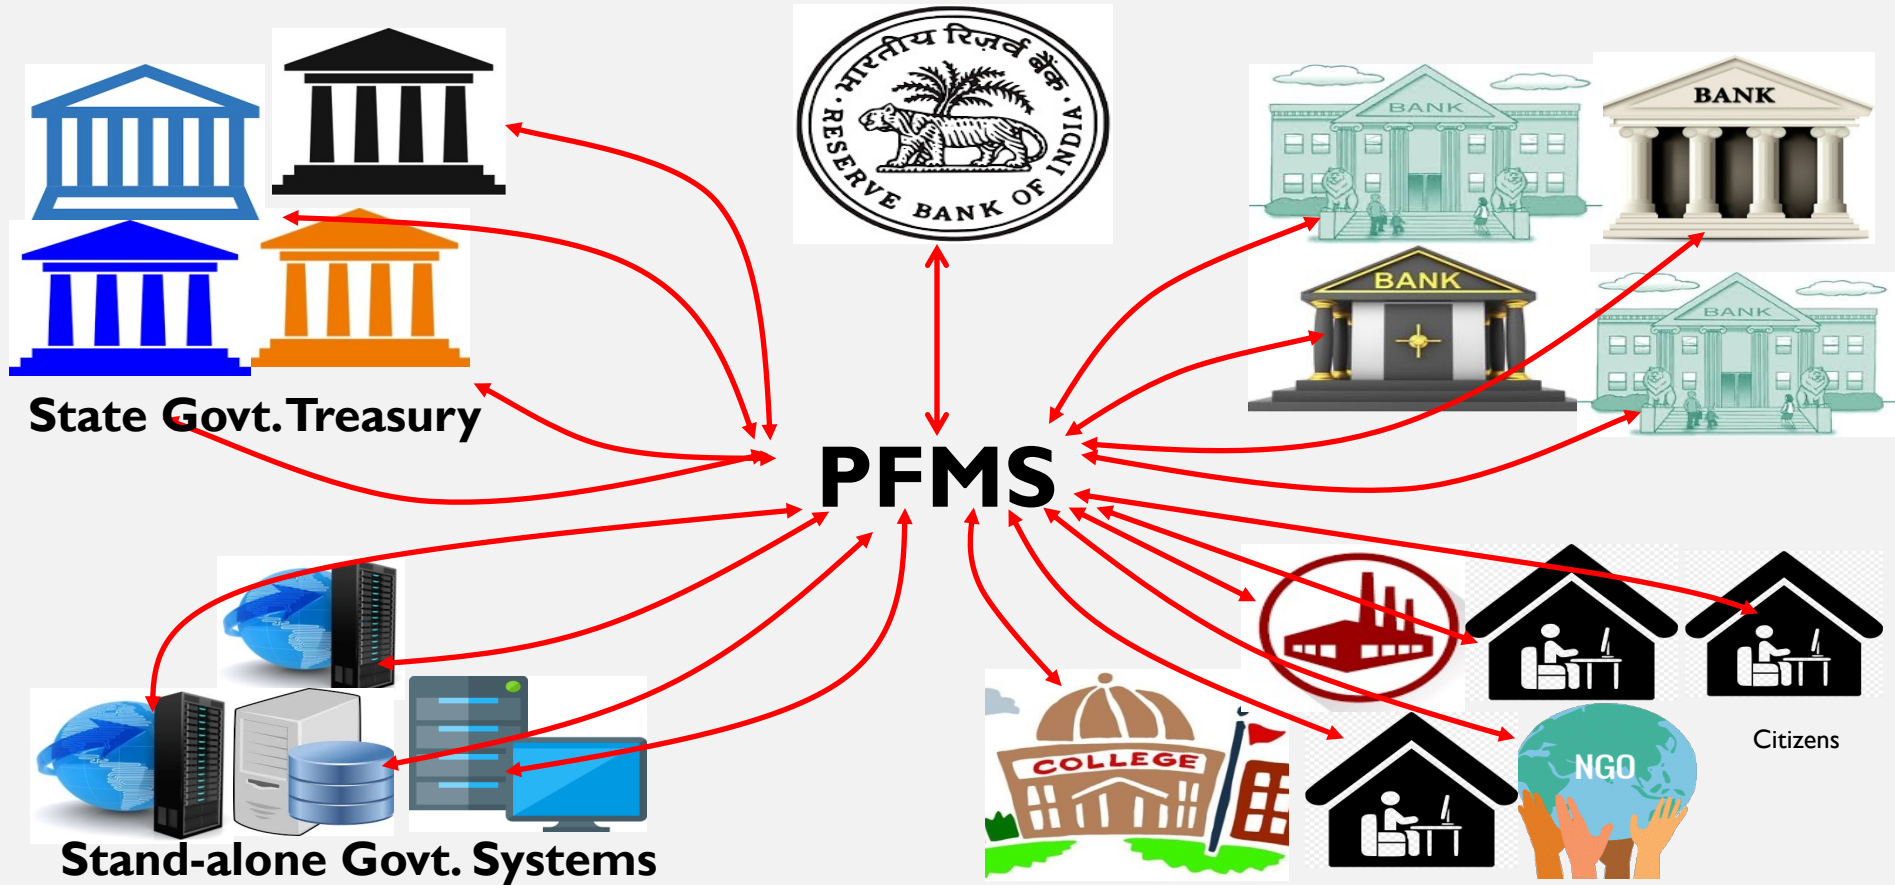 भारतीय रिज़र्व बैंक
RESERVE BANK OF INDIA
BANK
BANK
BANK
BANK
State Govt. Treasury
PFMS
COLLEGE
NGO
Citizens
Stand-alone Govt. Systems